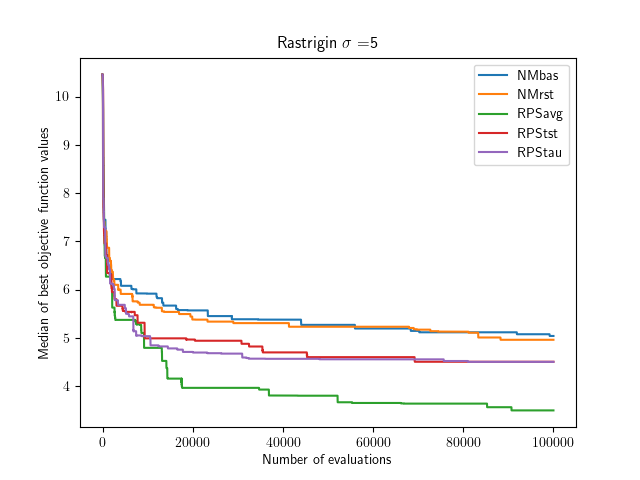 Rastrigin σ =5
Median of best objective function values
10
9
8
7
6
5
4
NMbas
NMrst
RPSavg
RPStst
RPStau
0 20000 40000 60000 80000 100000
Number of evaluations